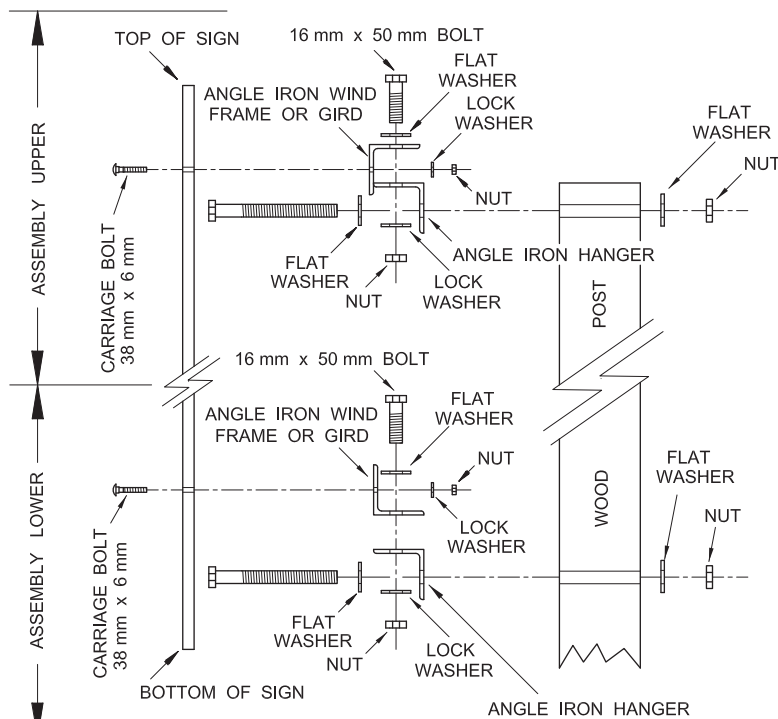 TOP OF SIGN
16 mm x 50 mm BOLT
FLAT
WASHER
LOCK
WASHER
ANGLE IRON WIND
FRAME OR GIRD
NUT
FLAT
WASHER
NUT
ASSEMBLY UPPER
CARRIAGE BOLT
38 mm x 6 mm
FLAT
WASHER
NUT
LOCK
WASHER
ANGLE IRON HANGER
POST
16 mm x 50 mm BOLT
ANGLE IRON WIND
FRAME OR GIRD
FLAT
WASHER
NUT
LOCK
WASHER
WOOD
FLAT
WASHER
NUT
ASSEMBLY LOWER
CARRIAGE BOLT
38 mm x 6 mm
FLAT
WASHER
NUT
LOCK
WASHER
BOTTOM OF SIGN
ANGLE IRON HANGER